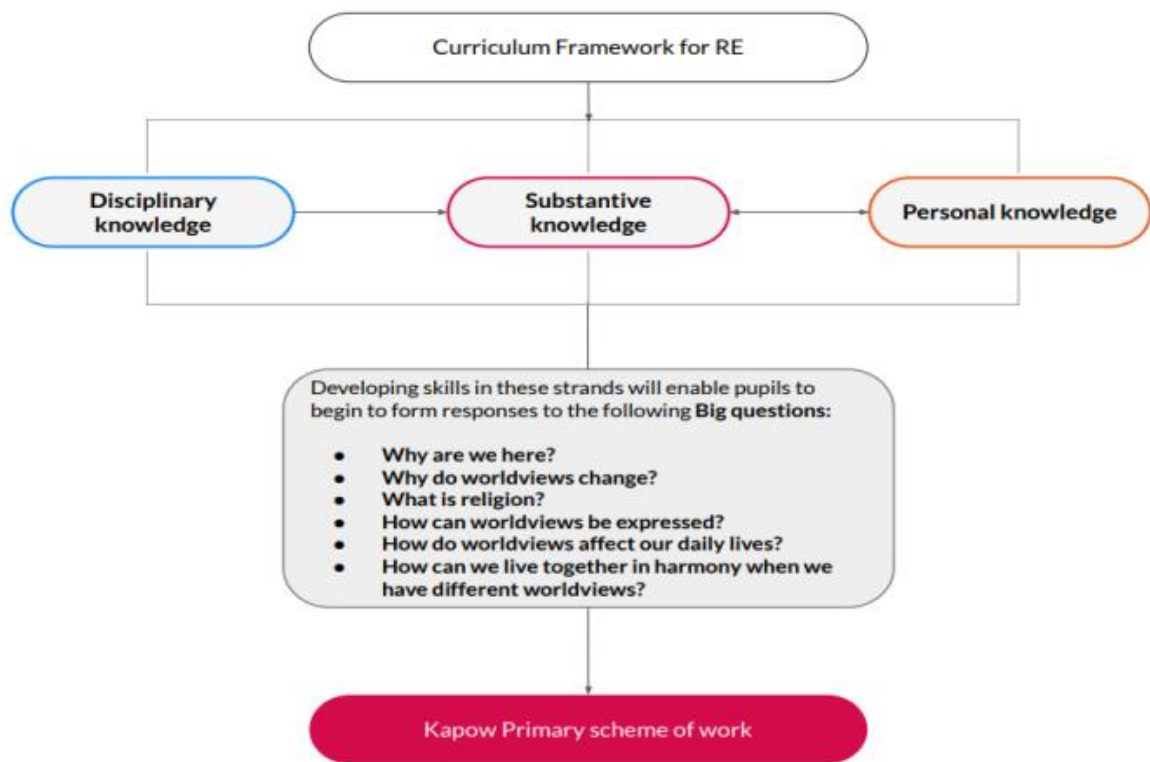 Curriculum Framework for RE
Disciplinary
knowledge
Substantive
knowledge
Personal knowledge
Developing skills in these strands will enable pupils to
begin to form responses to the following Big questions:
● Why are we here?
● Why do worldviews change?
● What is religion?
● How can worldviews be expressed?
● How do worldviews affect our daily lives?
● How can we live together in harmony when we
have different worldviews?
Kapow Primary scheme of work